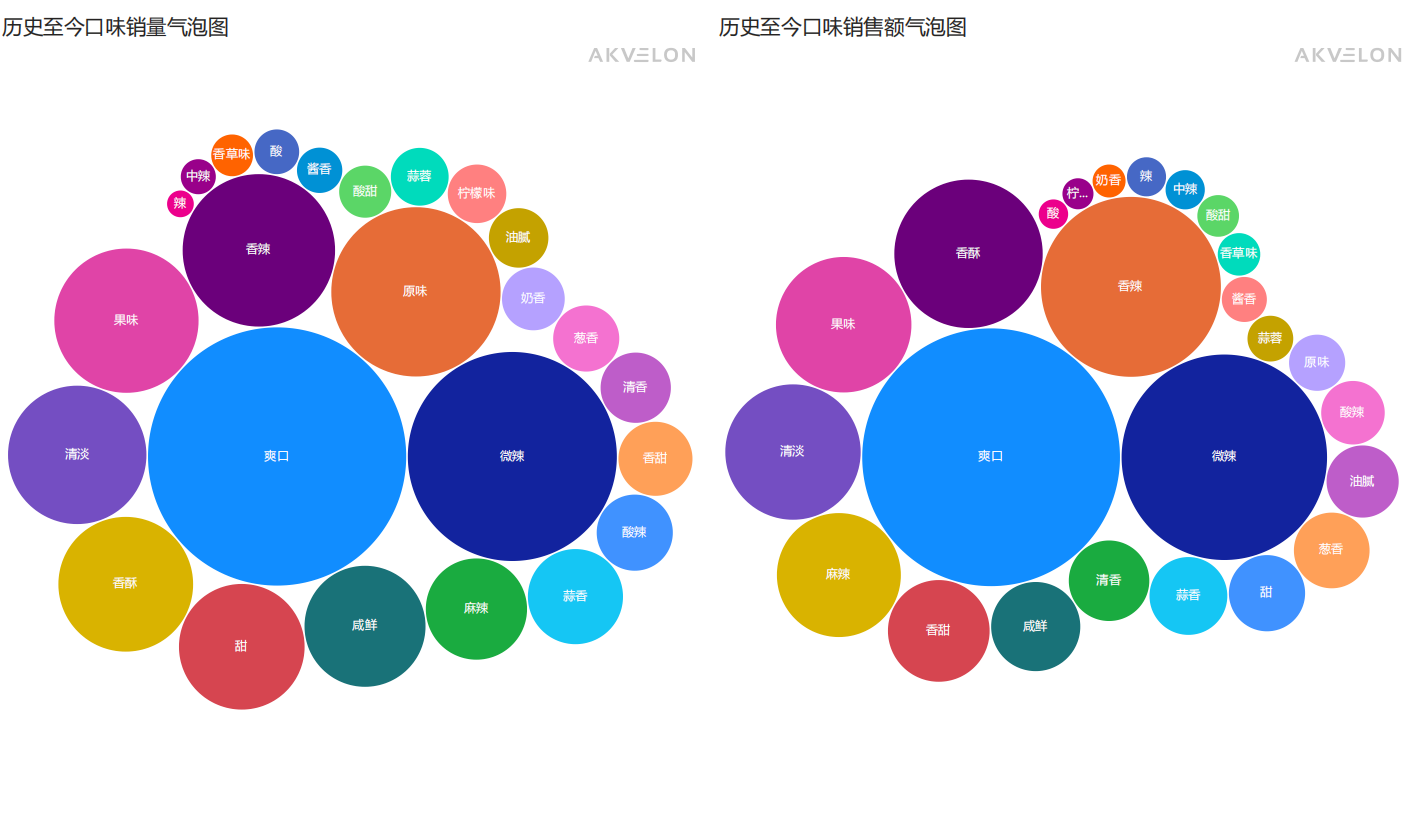 历史至今口味销量气泡图
AKVELON
香草味
酸
酱香
中辣
酸甜
蒜蓉
柠檬味
辣
油腻
香辣
原味
奶香
果味
葱香
清香
清淡
爽口
微辣
香甜
酸辣
香酥
蒜香
麻辣
咸鲜
甜
历史至今口味销售额气泡图
AKVELON
奶香
辣
中辣
柠...
酸
酸甜
香酥
香辣
香草味
酱香
果味
蒜蓉
原味
酸辣
清淡
爽口
微辣
油腻
葱香
麻辣
清香
蒜香
甜
香甜
咸鲜